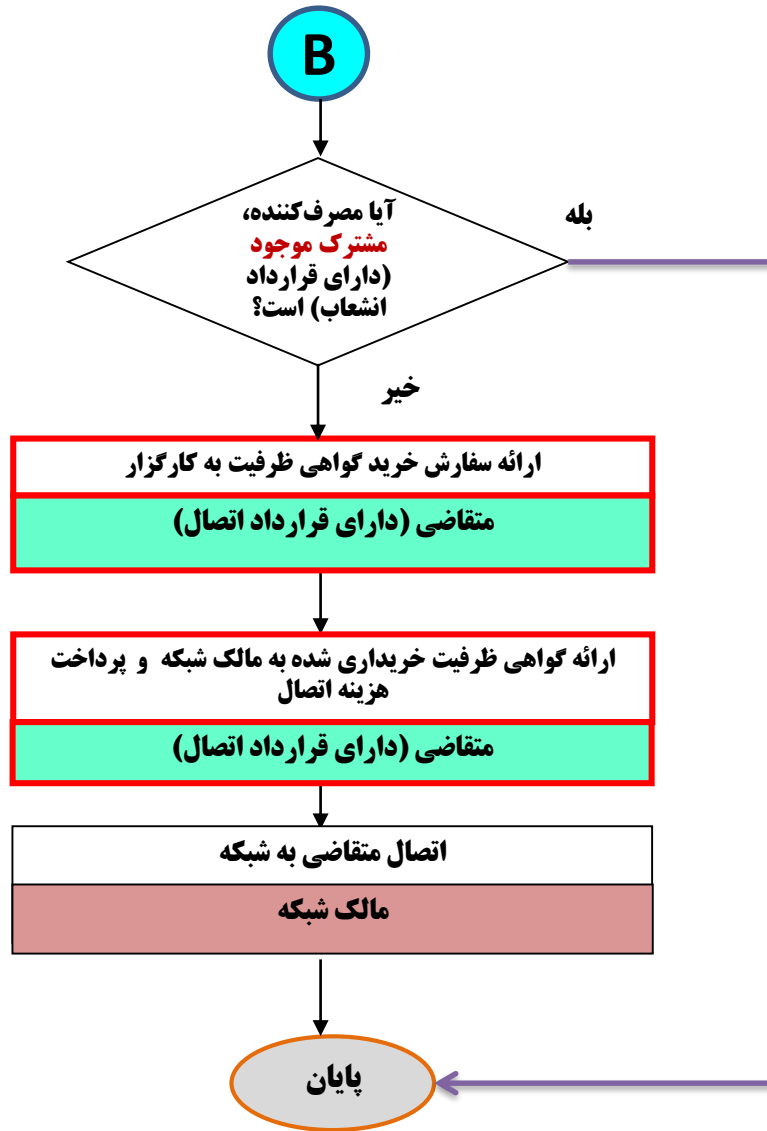 B
آیا مصرف‌کننده،
مشترک موجود
(دارای قرارداد
انشعاب) است؟
بله
خیر
ارائه سفارش خرید گواهی ظرفیت به کارگزار
متقاضی (دارای قرارداد اتصال)
ارائه گواهی ظرفیت خریداری شده به مالک شبکه و پرداخت
هزینه اتصال
متقاضی (دارای قرارداد اتصال)
اتصال متقاضی به شبکه
مالک شبکه
پایان